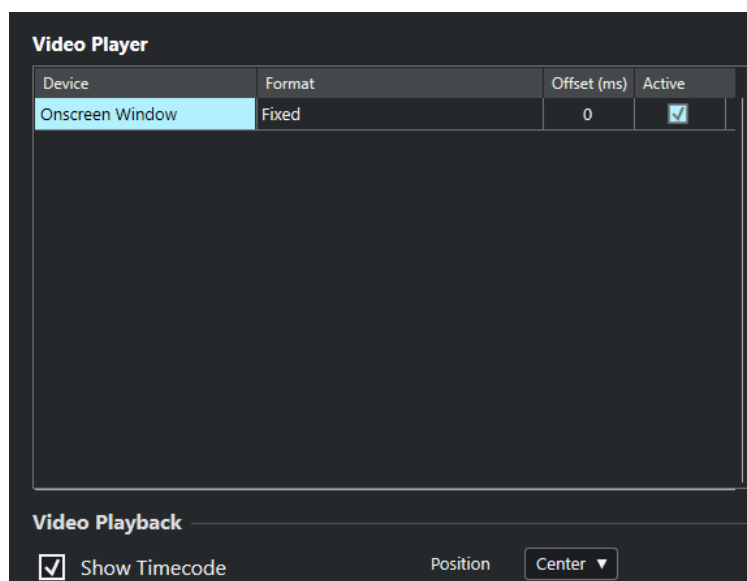 Video Player
Device Format Offset (ms) Active
Onscreen Window Fixed 0
Video Playback
Show Timecode Position Center ▼